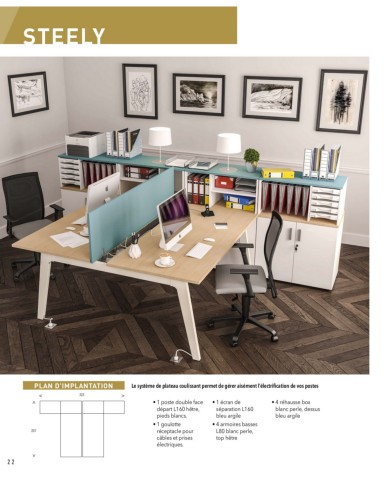 STEELY
PLAN D'IMPLANTATION
Le système de plateau coulissant permet de gérer aisément l'électrification de vos postes
• 1 poste double face
départ L160 hêtre,
pieds blancs.
• 1 goulotte
réceptacle pour
câbles et prises
électriques.
• 1 écran de
séparation L160
bleu argile
• 4 armoires basses
L80 blanc perle,
top hêtre
• 4 réhausse box
blanc perle, dessus
bleu argile
22